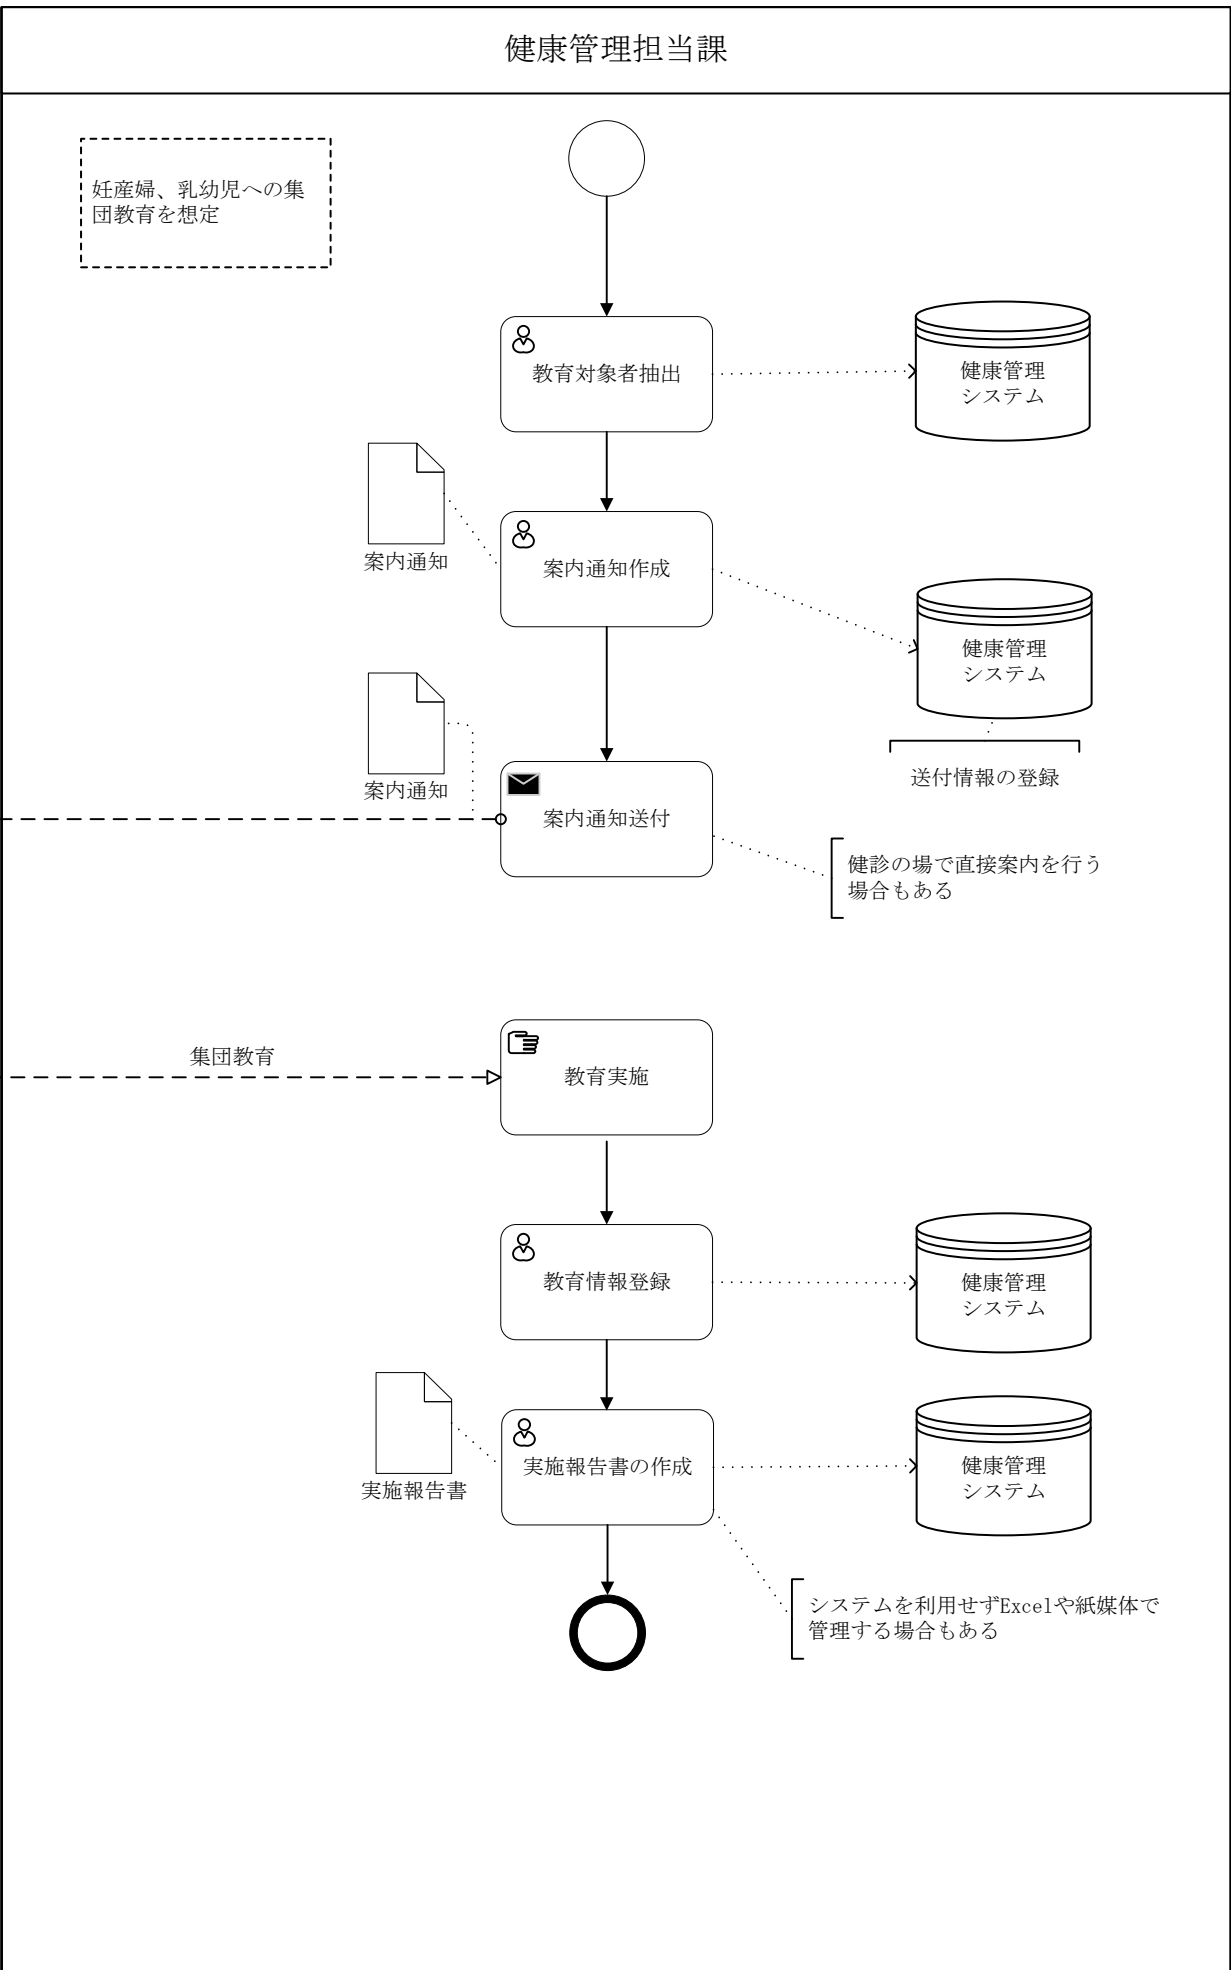 健康管理担当課
妊産婦、乳幼児への集
団教育を想定
教育対象者抽出
健康管理
システム
案内通知
案内通知作成
健康管理
システム
送付情報の登録
案内通知
案内通知送付
健診の場で直接案内を行う
場合もある
集団教育
教育実施
教育情報登録
健康管理
システム
実施報告書
実施報告書の作成
健康管理
システム
システムを利用せずExcelや紙媒体で
管理する場合もある